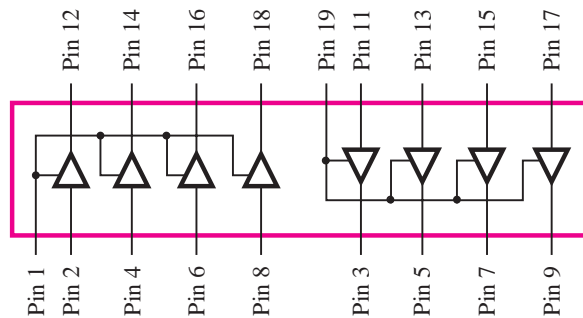 Pin 12
Pin 14
Pin 16
Pin 18
Pin 19
Pin 11
Pin 13
Pin 15
Pin 17
Pin 1
Pin 2
Pin 4
Pin 6
Pin 8
Pin 3
Pin 5
Pin 7
Pin 9